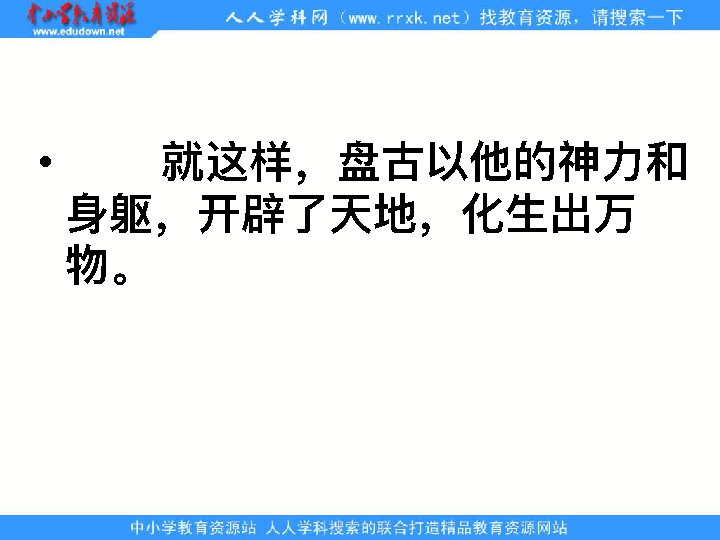 中小学教育资源
www.edudown.net
人人学科网（www.rrxk.net）找教育资源，请搜索一下
• 就这样，盘古以他的神力和
身躯，开辟了天地，化生出万
物。
中小学教育资源站 人人学科搜索的联合打造精品教育资源网站